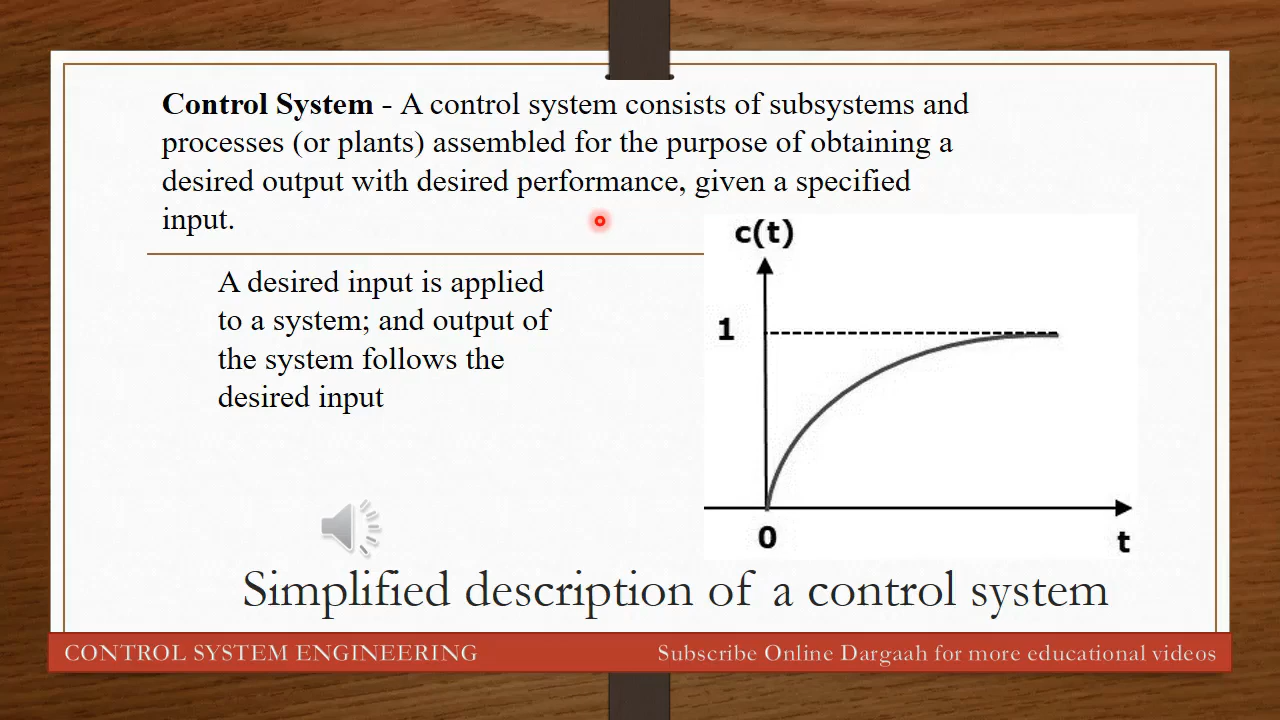 Control System - A control system consists of subsystems and
processes (or plants) assembled for the purpose of obtaining a
desired output with desired performance, given a specified
input.
c(t)
A desired input is applied
to a system; and output of
the system follows the
desired input
1
0
t
Simplified description of a control system
CONTROL SYSTEM ENGINEERING
Subscribe Online Dargaah for more educational videos